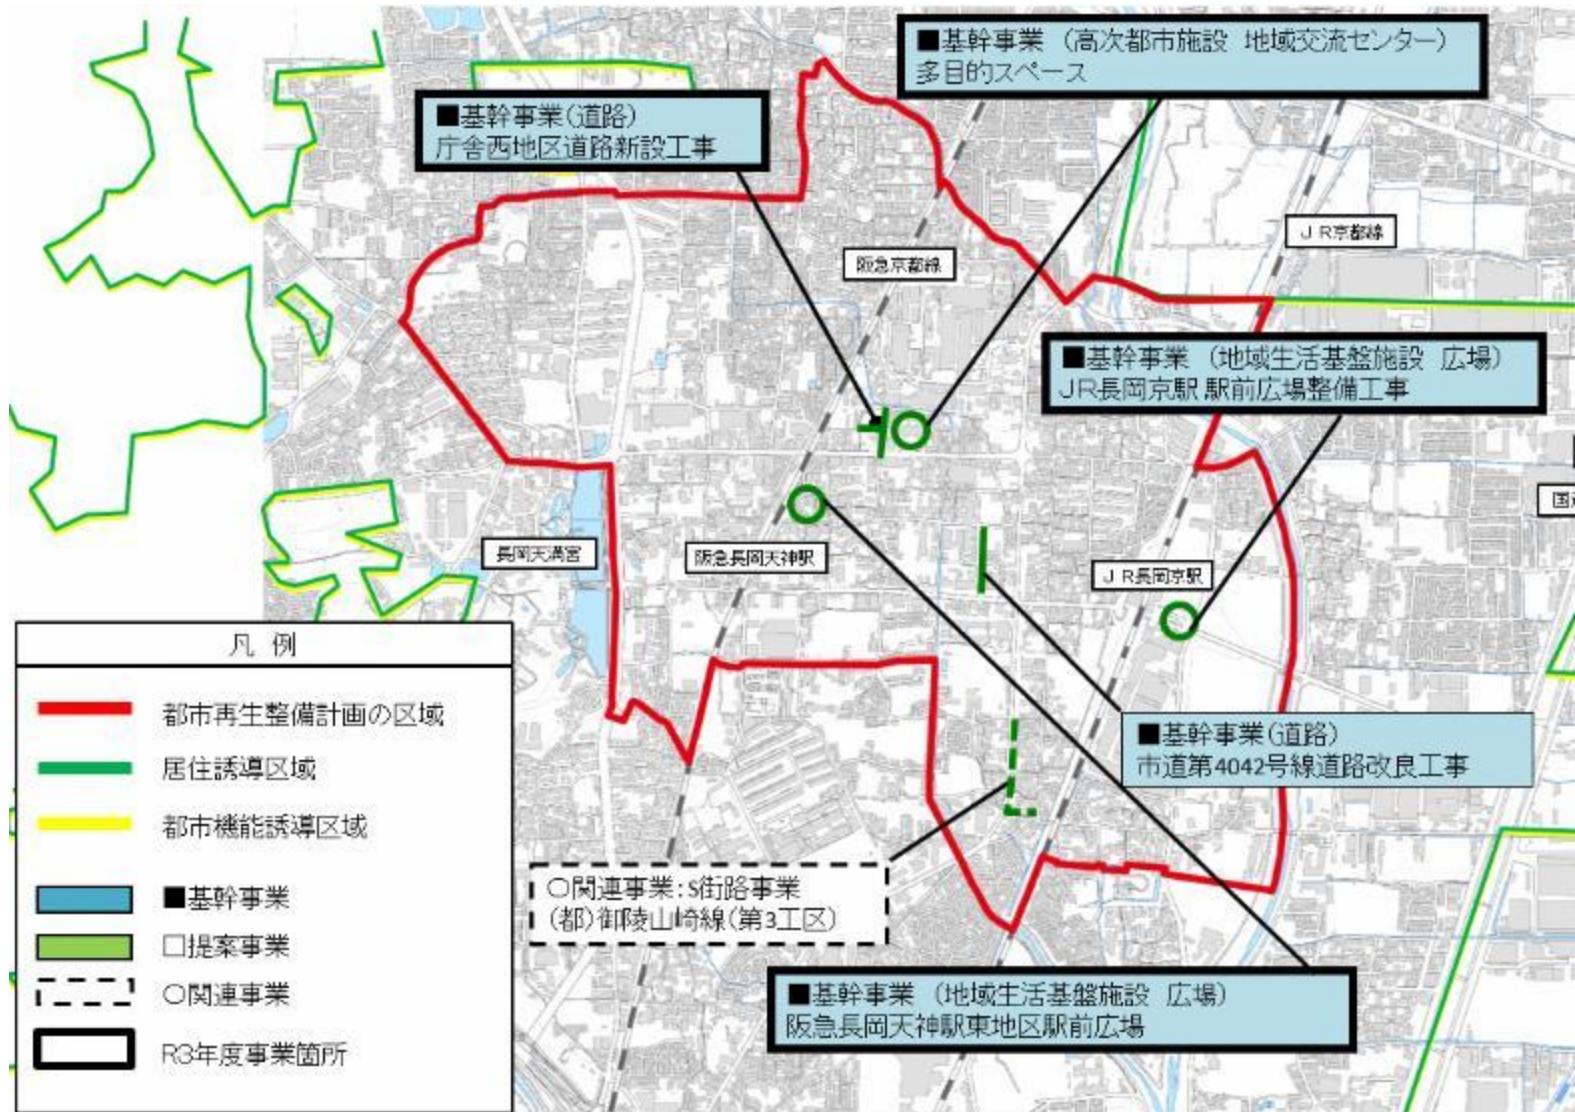 ■基幹事業 (高次都市施設 地域交流センター)
多目的スペース
■基幹事業(道路)
庁舎西地区道路新設工事
JR京都線
阪急京都線
■基幹事業 (地域生活基盤施設 広場)
JR長岡京駅 駅前広場整備工事
長岡天満宮
阪急長岡天神駅
JR長岡京駅
■基幹事業(道路)
市道第4042号線道路改良工事
○関連事業:S街路事業
(都)御陵山崎線(第3工区)
■基幹事業 (地域生活基盤施設 広場)
阪急長岡天神駅東地区駅前広場
凡 例
都市再生整備計画の区域
居住誘導区域
都市機能誘導区域
■基幹事業
□提案事業
○関連事業
R3年度事業箇所